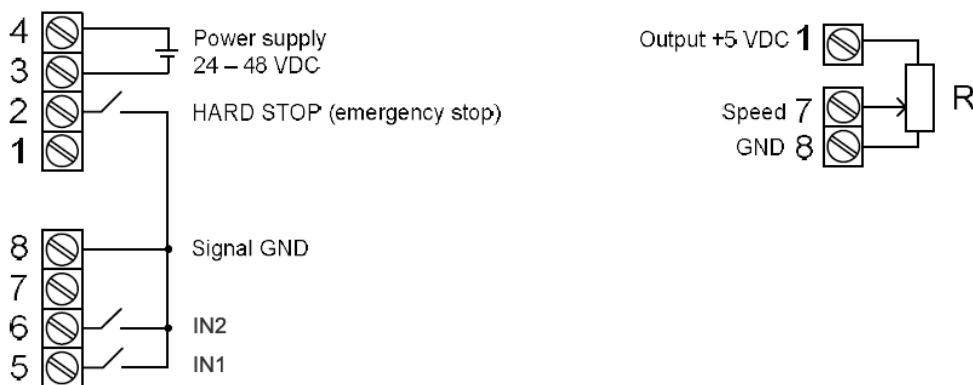 4
Power supply
3
24 – 48 VDC
2 HARD STOP (emergency stop)
1
8 Signal GND
7
6 IN2
5 IN1
Output +5 VDC 1
Speed 7
GND 8
R